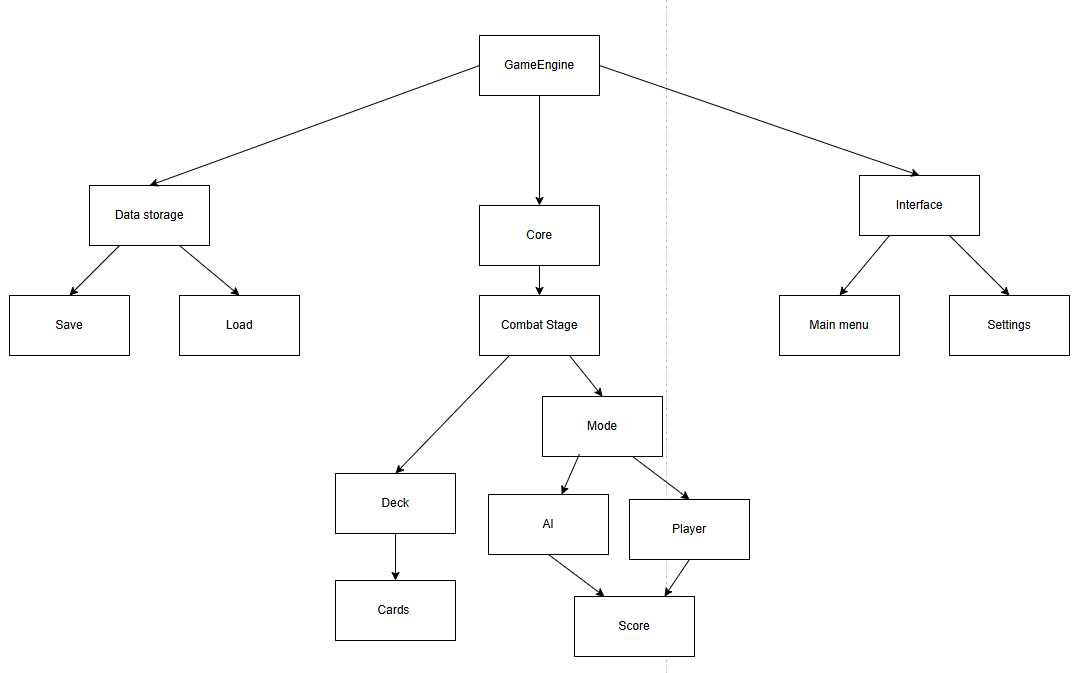 GameEngine
Data storage
Core
Interface
Save
Load
Combat Stage
Main menu
Settings
Mode
Deck
AI
Player
Cards
Score